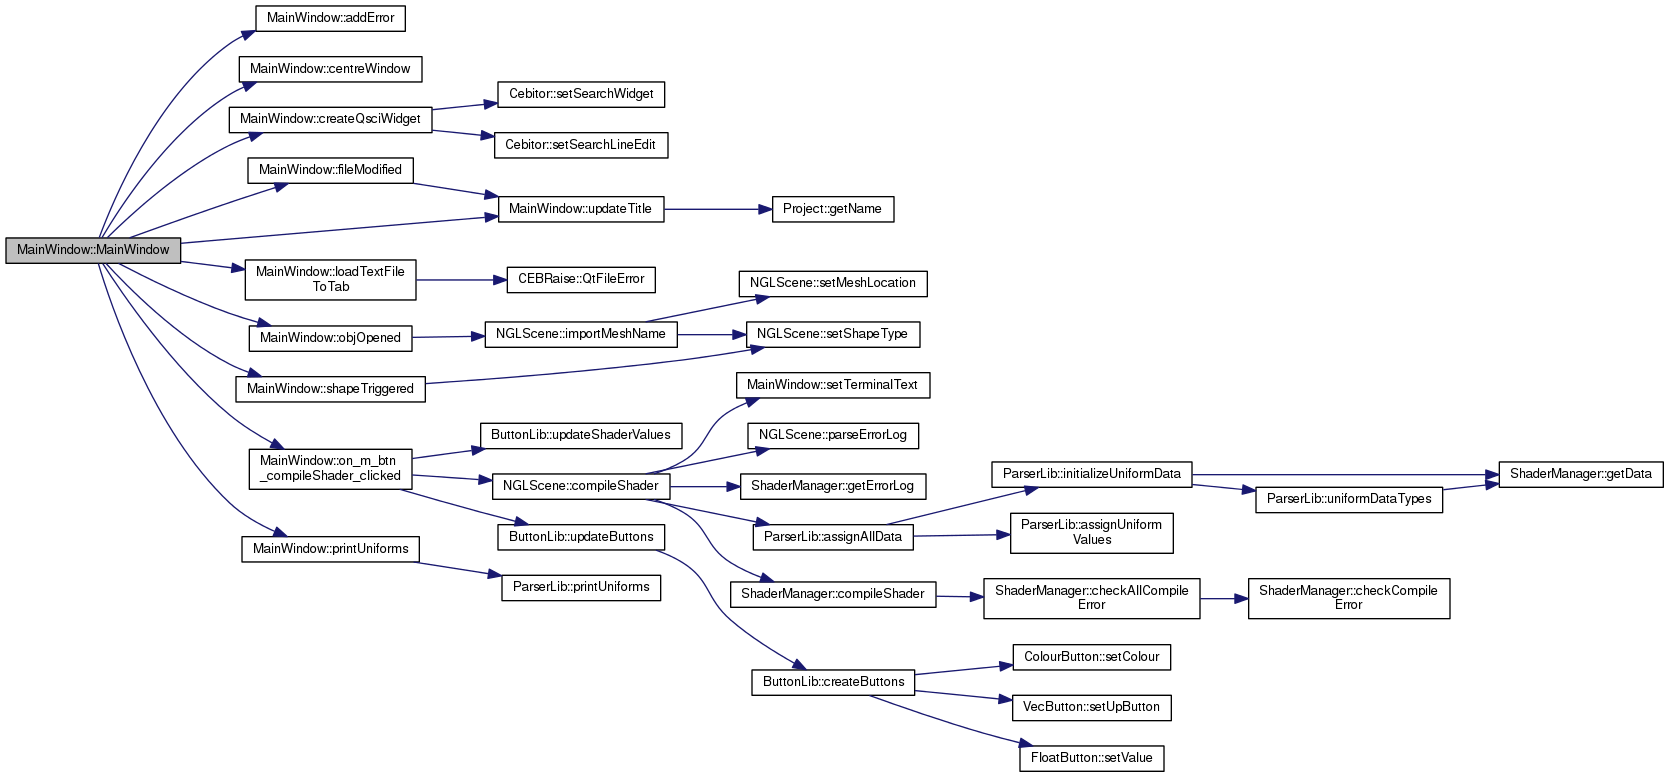 MainWindow::addError
MainWindow::centreWindow
Cebitor::setSearchWidget
MainWindow::createQsciWidget
Cebitor::setSearchLineEdit
MainWindow::fileModified
MainWindow::updateTitle
Project::getName
MainWindow::MainWindow
MainWindow::loadTextFile
ToTab
CEBRaise::QtFileError
NGLScene::setMeshLocation
MainWindow::objOpened
NGLScene::importMeshName
NGLScene::setShapeType
MainWindow::shapeTriggered
MainWindow::setTerminalText
ButtonLib::updateShaderValues
NGLScene::parseErrorLog
MainWindow::on_m_btn
_compileShader_clicked
NGLScene::compileShader
ShaderManager::getErrorLog
ParserLib::initializeUniformData
ShaderManager::getData
ParserLib::uniformDataTypes
ButtonLib::updateButtons
ParserLib::assignAllData
ParserLib::assignUniform
Values
MainWindow::printUniforms
ParserLib::printUniforms
ShaderManager::compileShader
ShaderManager::checkAllCompile
Error
ShaderManager::checkCompile
Error
ColourButton::setColour
ButtonLib::createButtons
VecButton::setUpButton
FloatButton::setValue